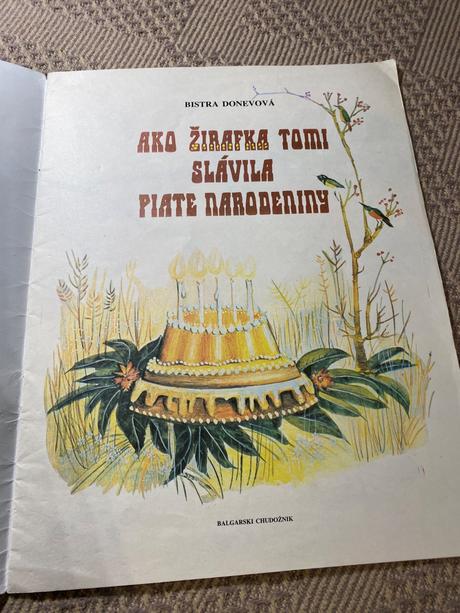 BISTRA DONEVOVÁ
AKO ŽIRAFKA TOMI
SLÁVILA
PIATE NARODENINY
BALGARSKI CHUDOŽNIK